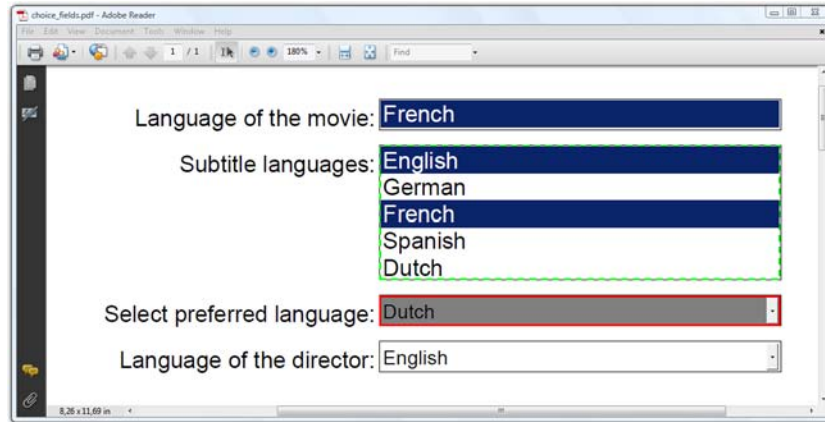 choice_fields.pdf - Adobe Reader
File Edit View Document Tools Window Help
1 / 1 180% Find
Language of the movie: French
Subtitle languages: English
German
French
Spanish
Dutch
Select preferred language: Dutch
Language of the director: English
8,26 x 11,69 in